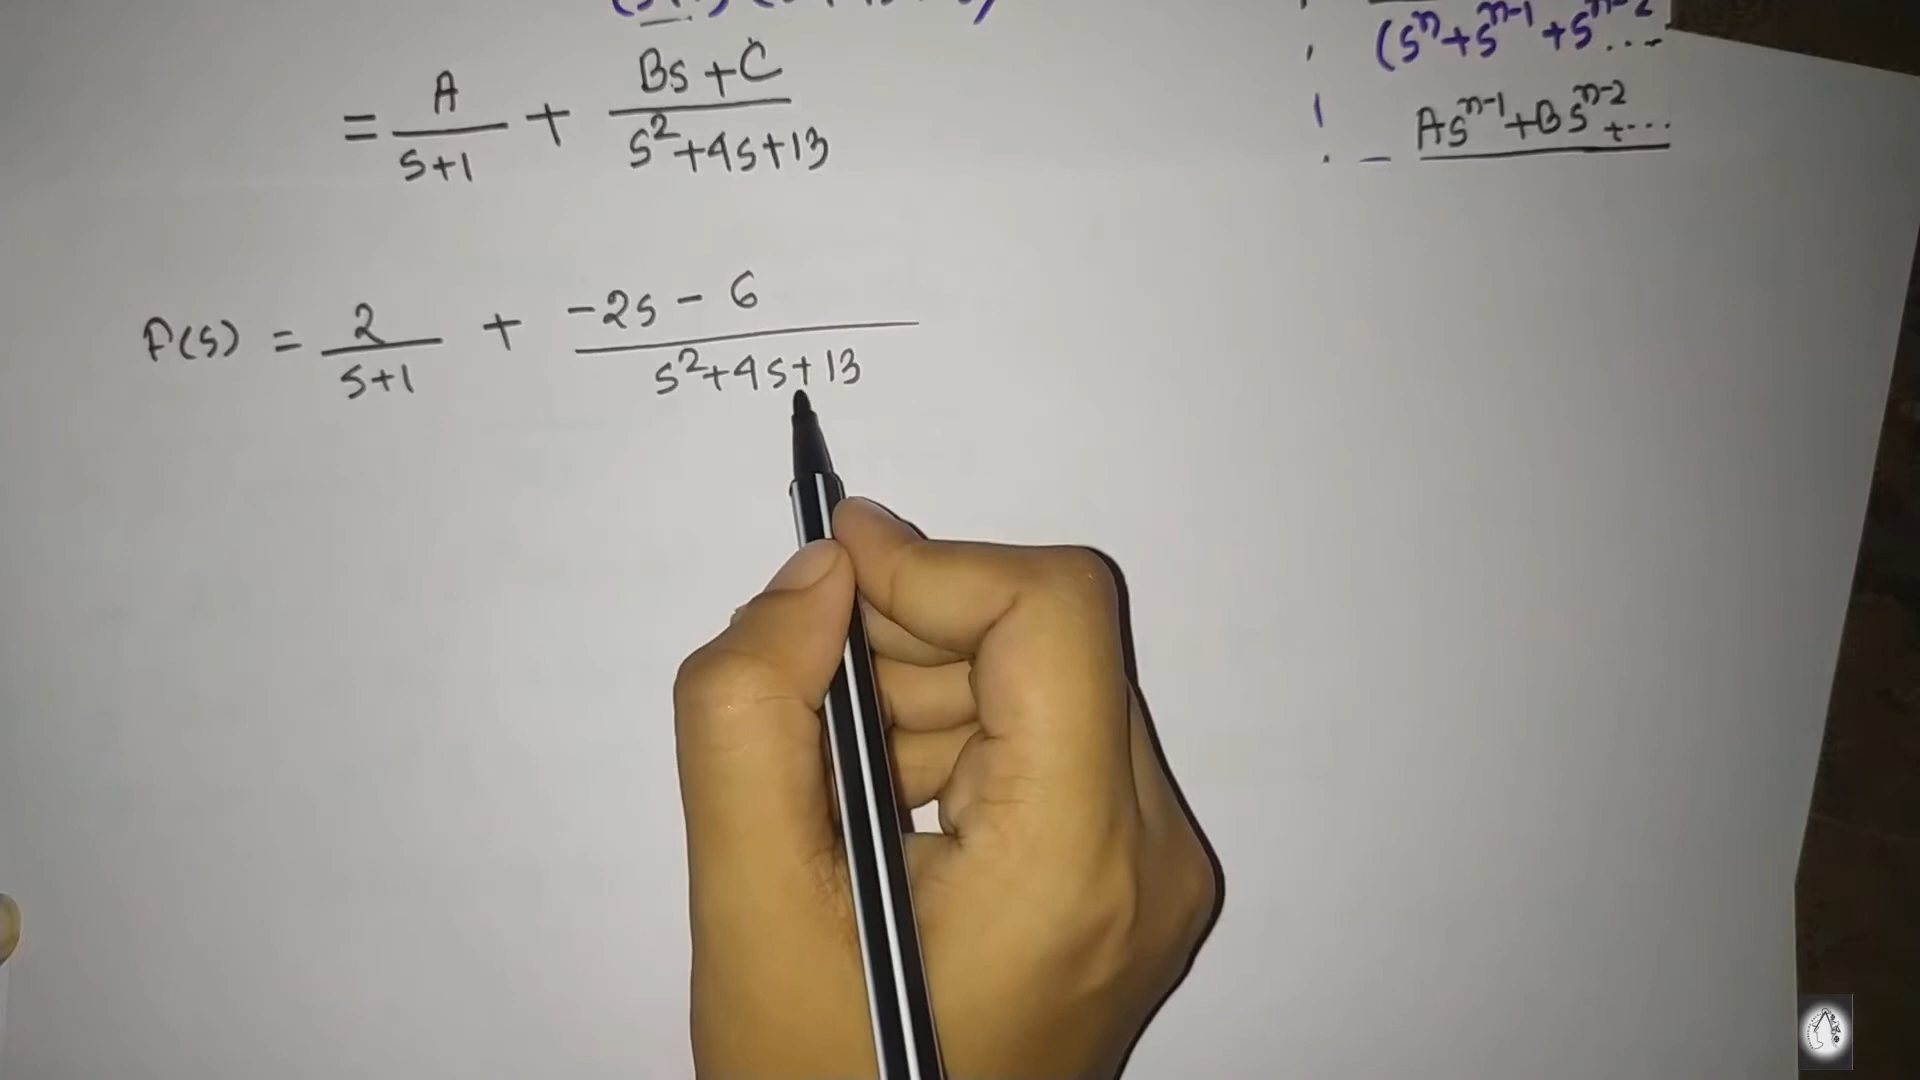 (sⁿ+sⁿ⁻¹+sⁿ⁻²...
Asⁿ⁻¹+Bsⁿ⁻²+...
= A/(s+1) + (Bs+C)/(s²+4s+13)
F(s) = 2/(s+1) + (-2s-6)/(s²+4s+13)